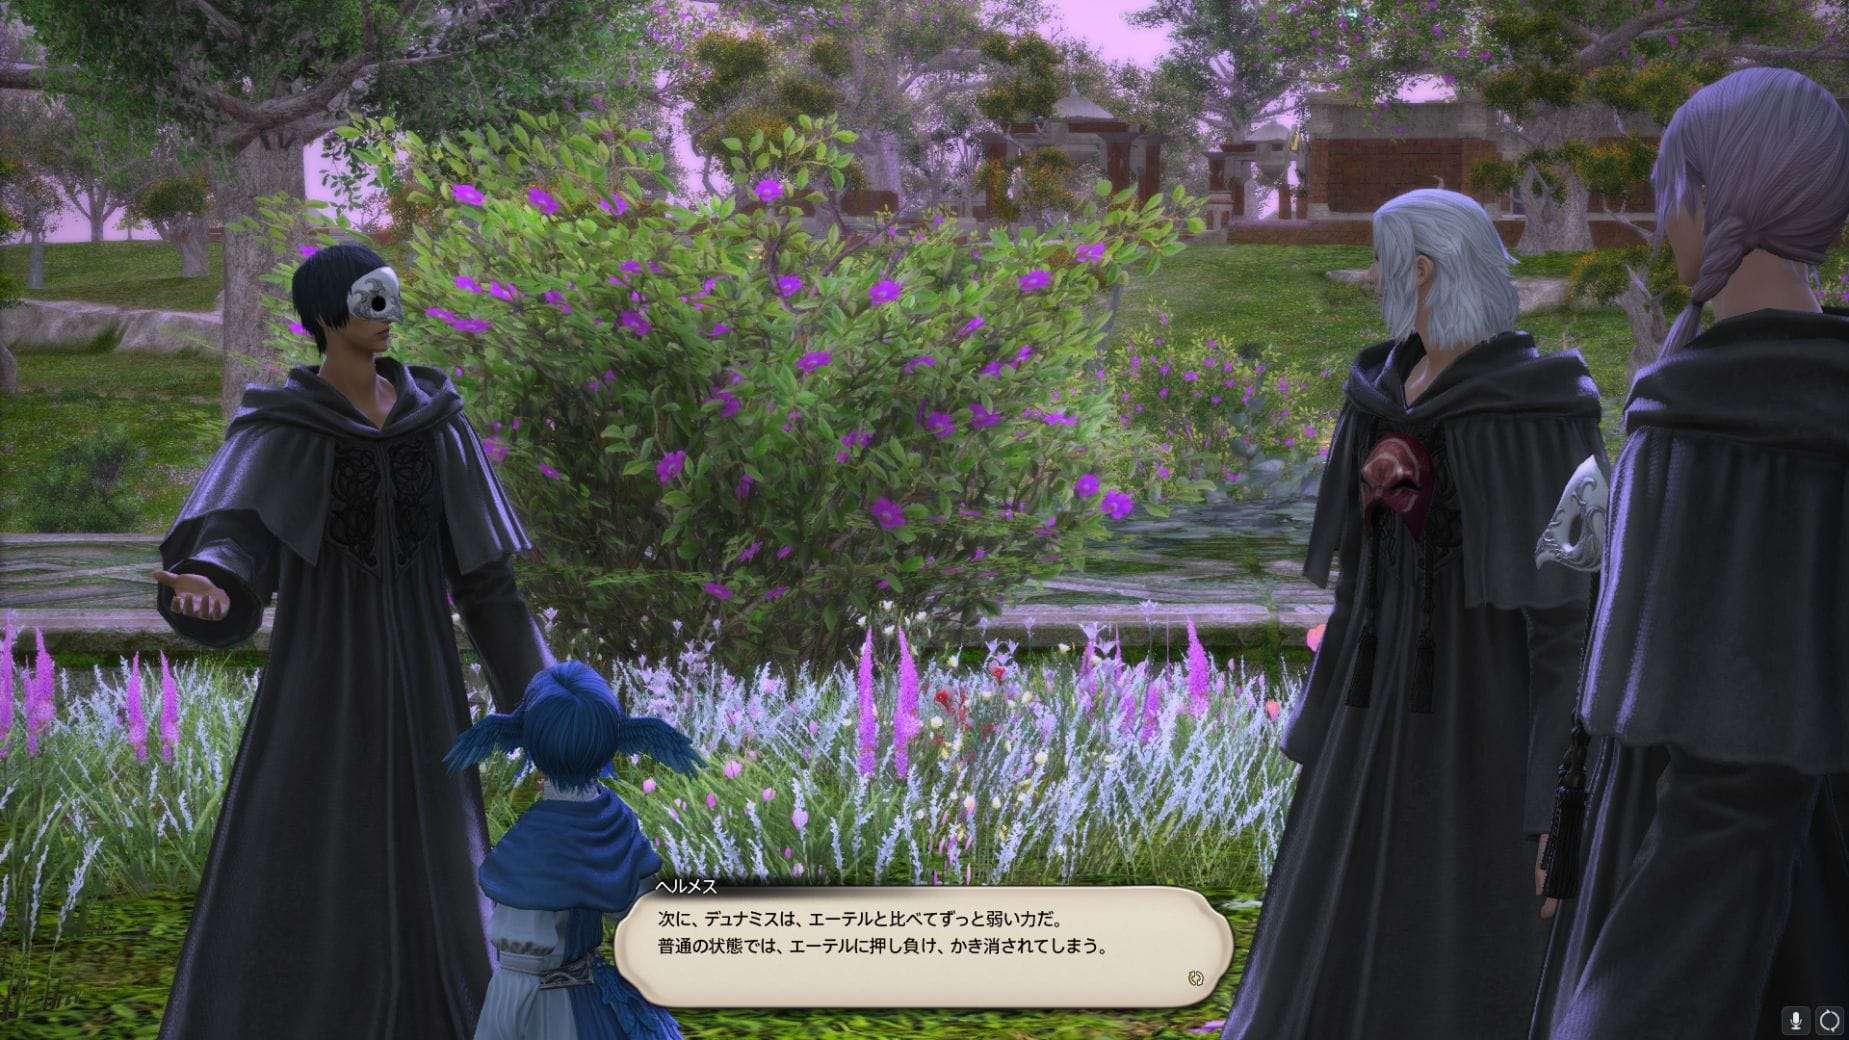 ヘルメス
次に、デュナミスは、エーテルと比べてずっと弱い力だ。
普通の状態では、エーテルに押し負け、かき消されてしまう。